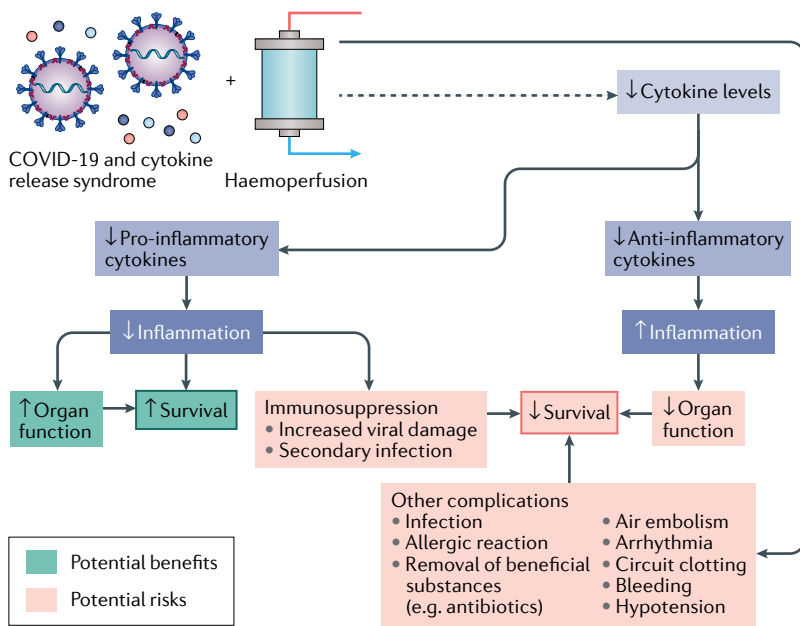 +
COVID-19 and cytokine
release syndrome
Haemoperfusion
↓Cytokine levels
↓Pro-inflammatory
cytokines
↓Anti-inflammatory
cytokines
↓Inflammation
↑Inflammation
↑Organ
function
↑Survival
Immunosuppression
• Increased viral damage
• Secondary infection
↓Survival
↓Organ
function
Other complications
• Infection
• Allergic reaction
• Removal of beneficial
substances
(e.g. antibiotics)
• Air embolism
• Arrhythmia
• Circuit clotting
• Bleeding
• Hypotension
Potential benefits
Potential risks